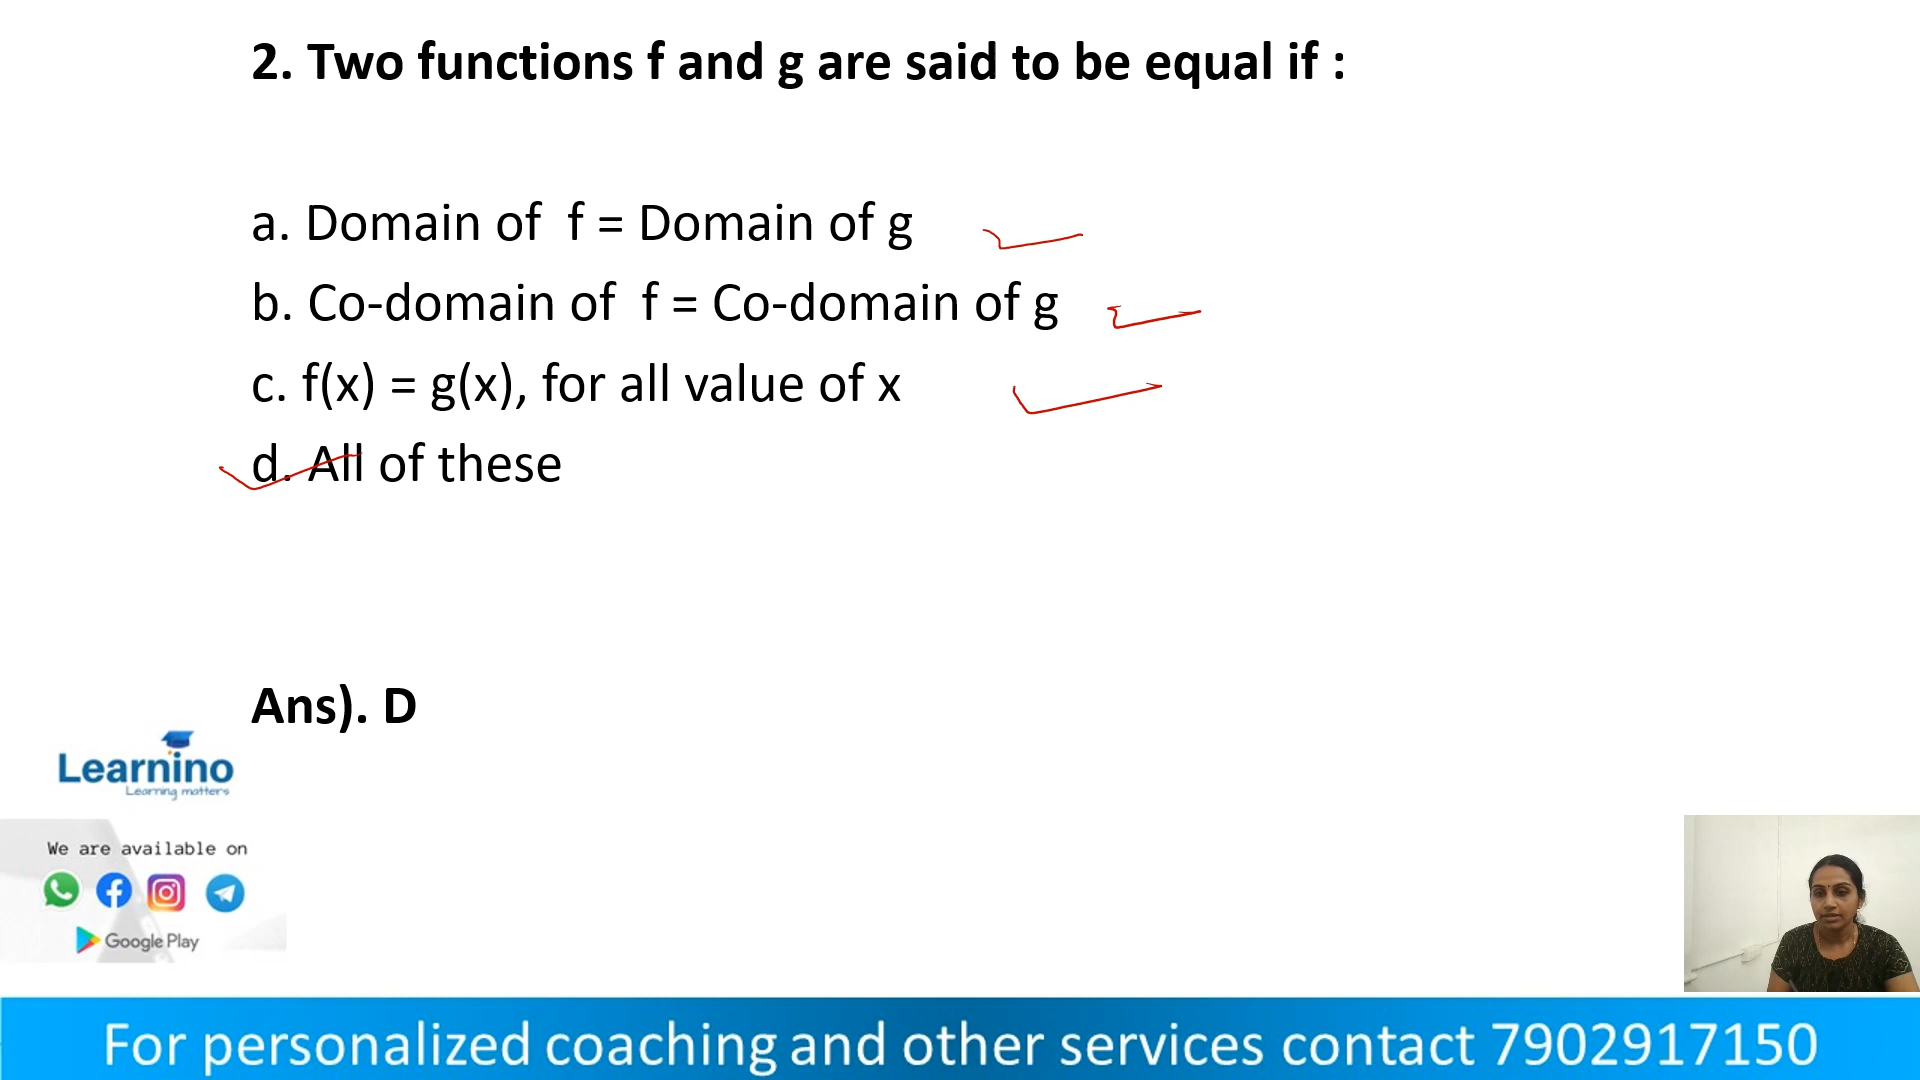 2. Two functions f and g are said to be equal if :
a. Domain of f = Domain of g
b. Co-domain of f = Co-domain of g
c. f(x) = g(x), for all value of x
d. All of these
Ans). D
Learnino
Learning matters
We are available on
Google Play
For personalized coaching and other services contact 7902917150